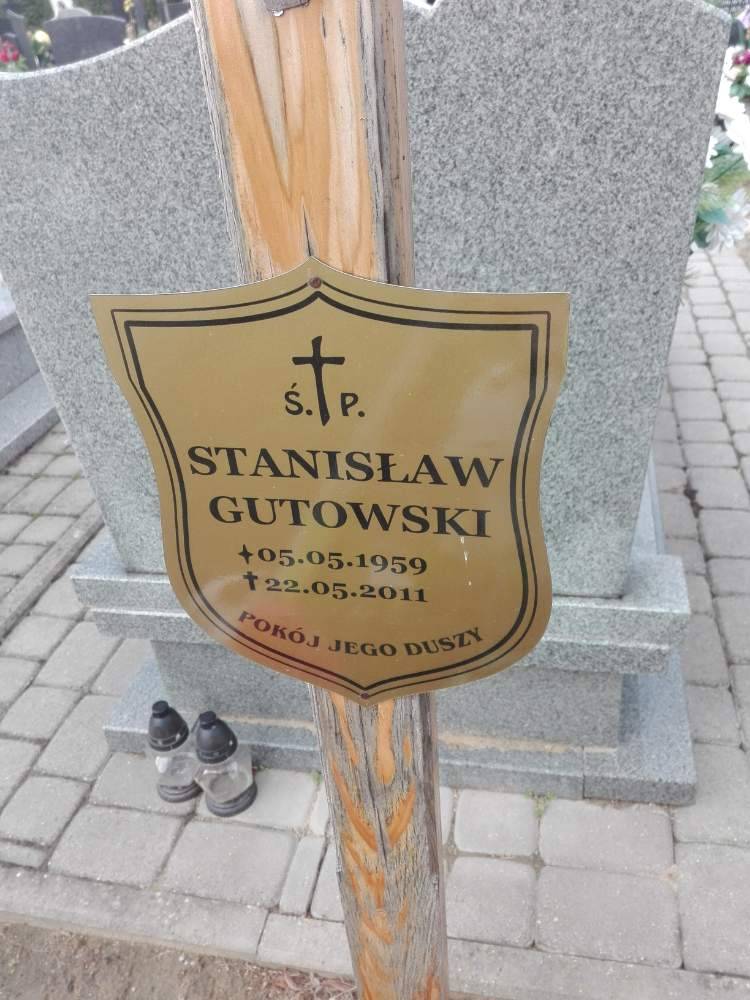 Ś. P.
STANISŁAW
GUTOWSKI
05.05.1959
22.05.2011
POKÓJ JEGO DUSZY